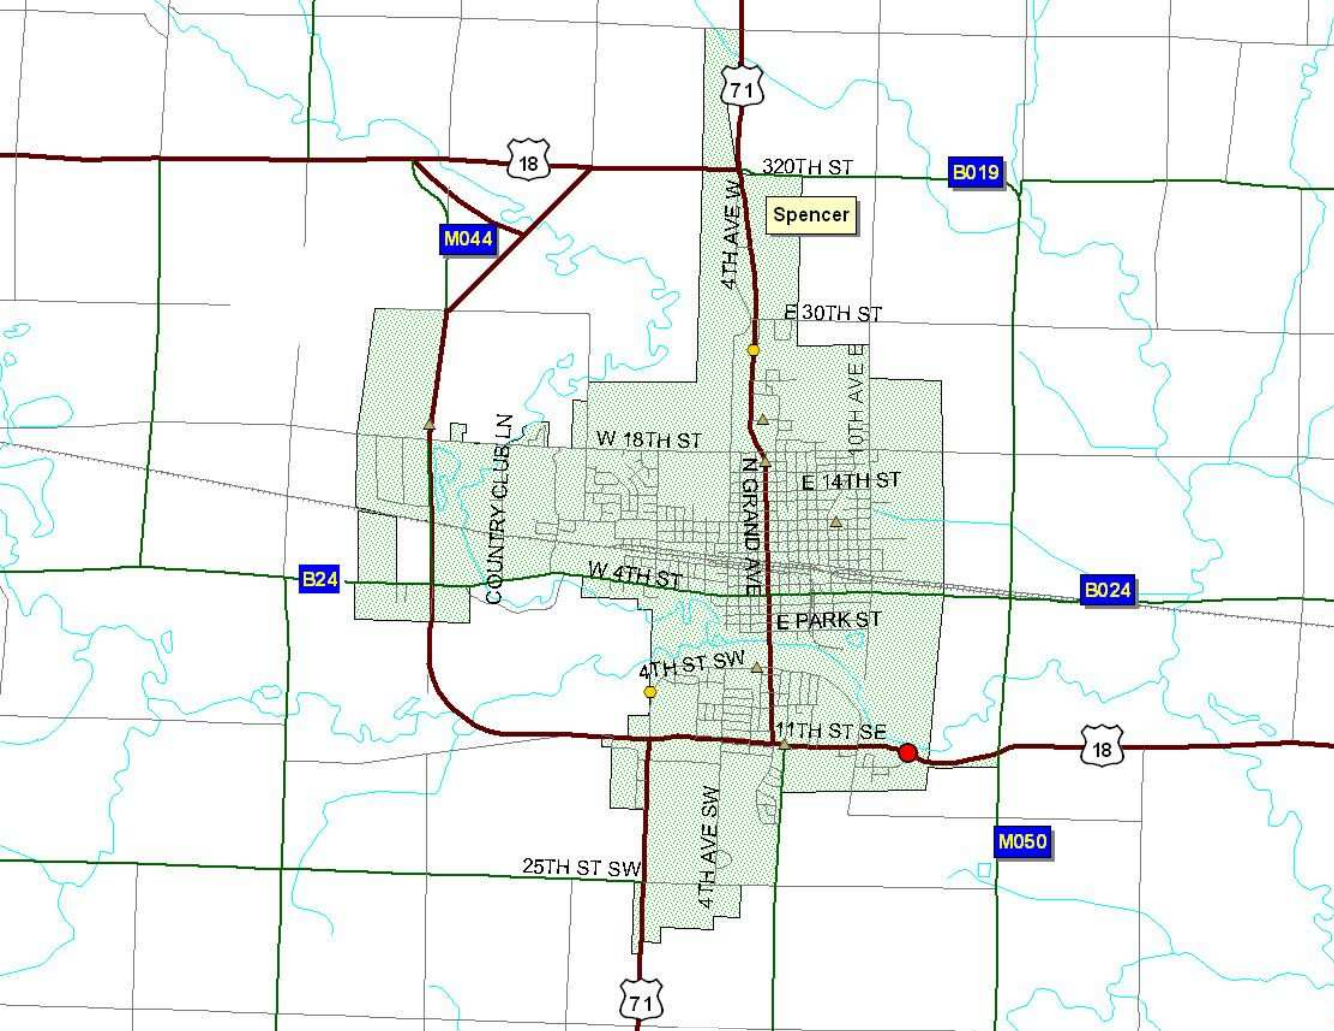 71
18
320TH ST
B019
4TH AVE W
Spencer
M044
E 30TH ST
10TH AVE E
COUNTRY CLUB LN
W 18TH ST
N GRAND AVE
E 14TH ST
B24
W 4TH ST
B024
E PARK ST
4TH ST SW
11TH ST SE
18
4TH AVE SW
M050
25TH ST SW
71